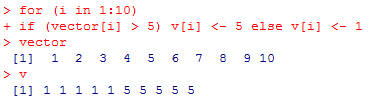 > for (i in 1:10)
+ if (vector[i] > 5) v[i] <- 5 else v[i] <- 1
> vector
 [1]  1  2  3  4  5  6  7  8  9 10
> v
 [1] 1 1 1 1 1 5 5 5 5 5